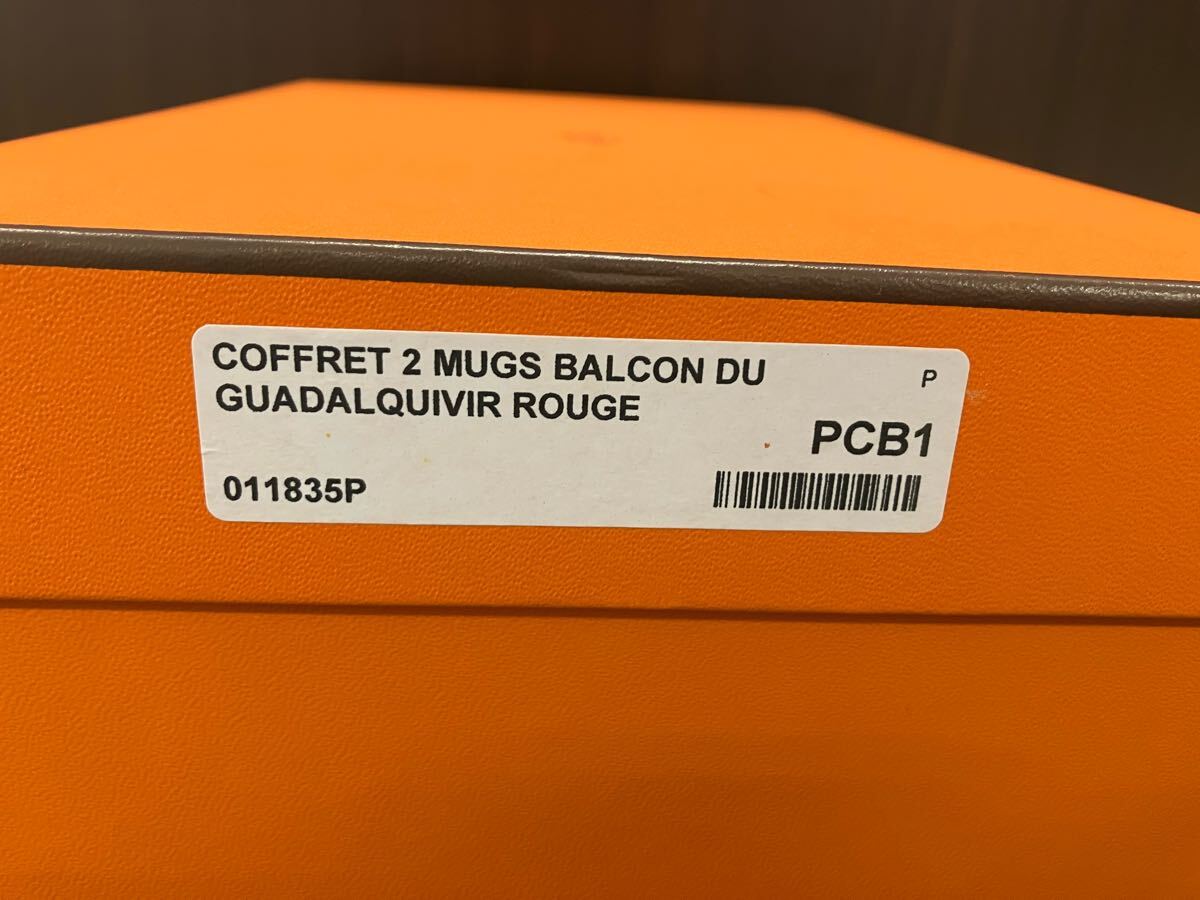 COFFRET 2 MUGS BALCON DU
GUADALQUIVIR ROUGE
P
PCB1
011835P